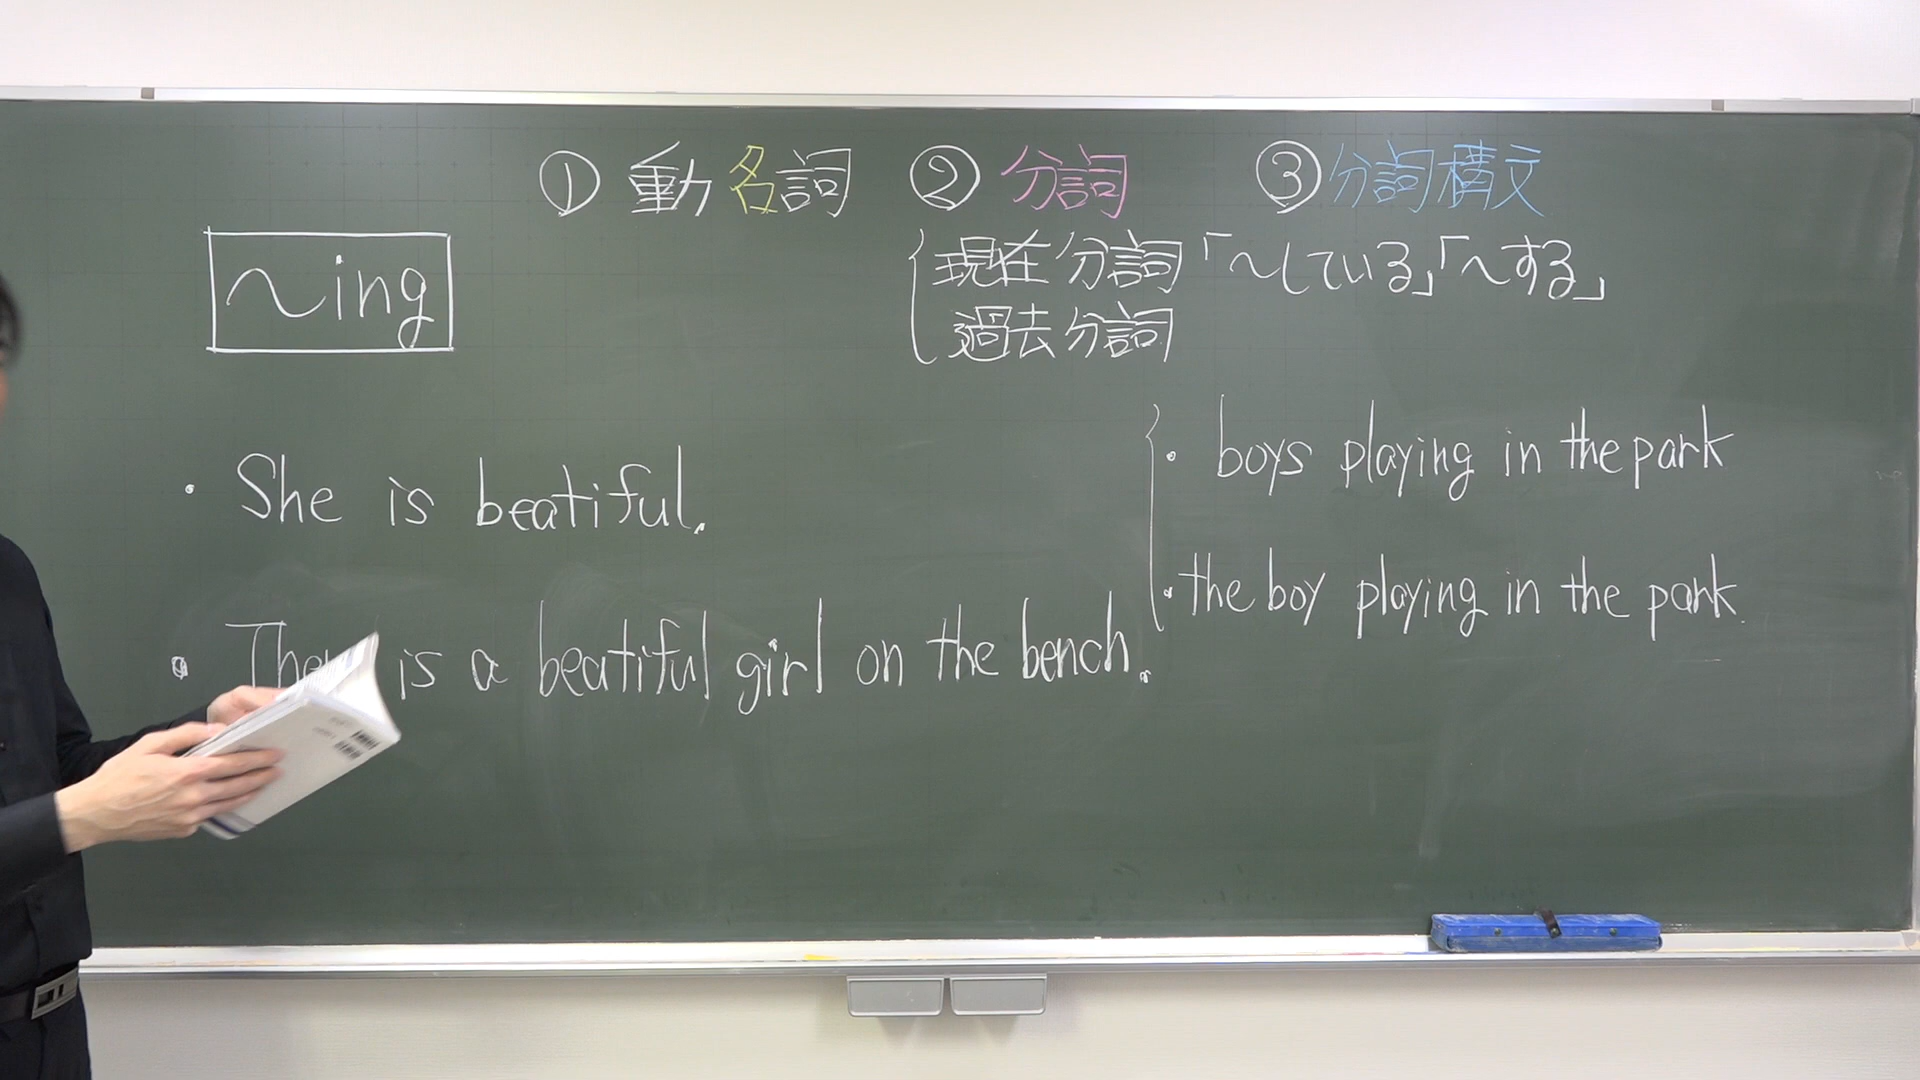 ① 動名詞 ② 分詞 ③ 分詞構文
～ing
現在分詞「～している」「～する」
過去分詞
・She is beatiful.
・The is a beatiful girl on the bench.
・boys playing in the park
・the boy playing in the park.